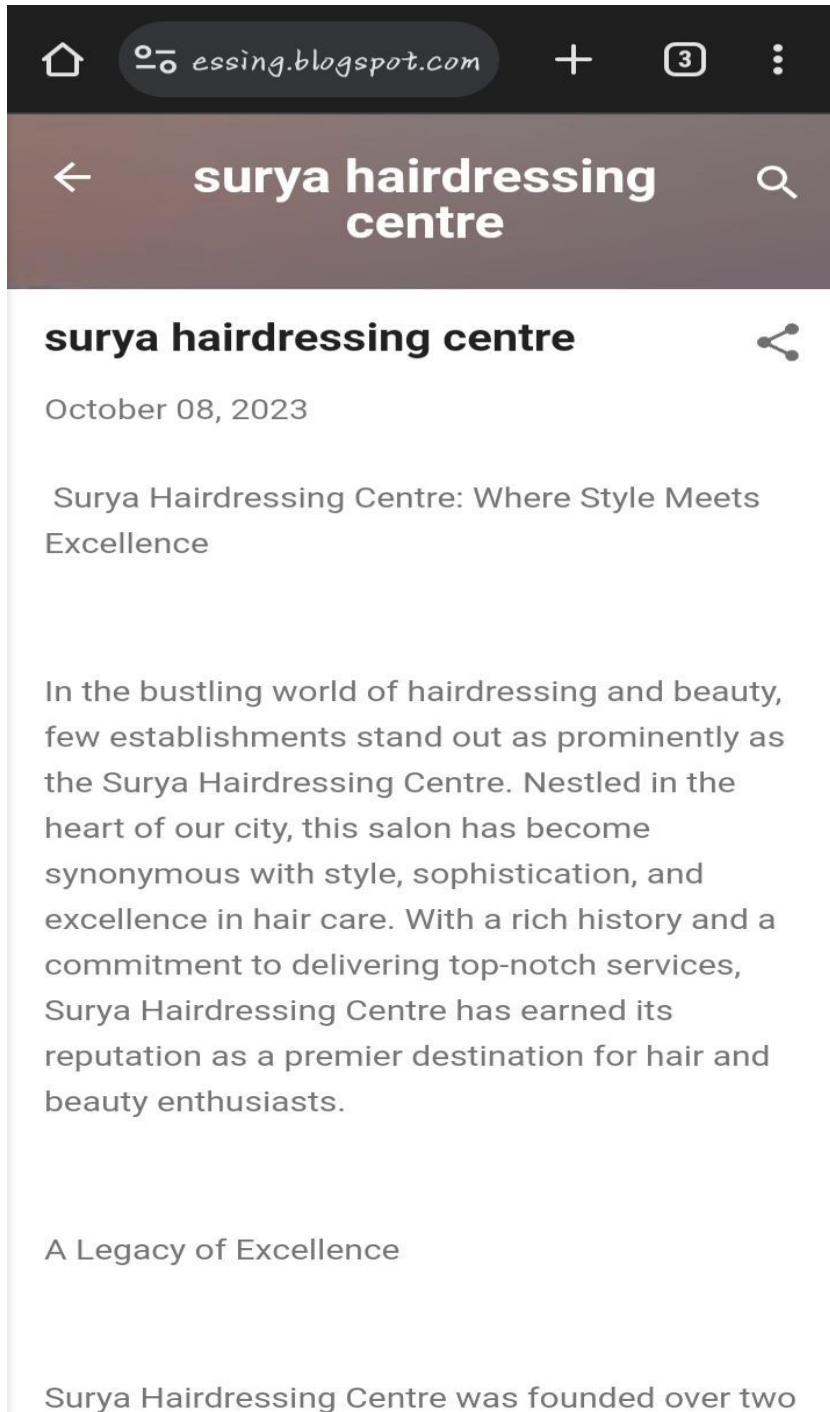 essing.blogspot.com
3
surya hairdressing
centre
surya hairdressing centre
October 08, 2023
Surya Hairdressing Centre: Where Style Meets
Excellence
In the bustling world of hairdressing and beauty,
few establishments stand out as prominently as
the Surya Hairdressing Centre. Nestled in the
heart of our city, this salon has become
synonymous with style, sophistication, and
excellence in hair care. With a rich history and a
commitment to delivering top-notch services,
Surya Hairdressing Centre has earned its
reputation as a premier destination for hair and
beauty enthusiasts.
A Legacy of Excellence
Surya Hairdressing Centre was founded over two